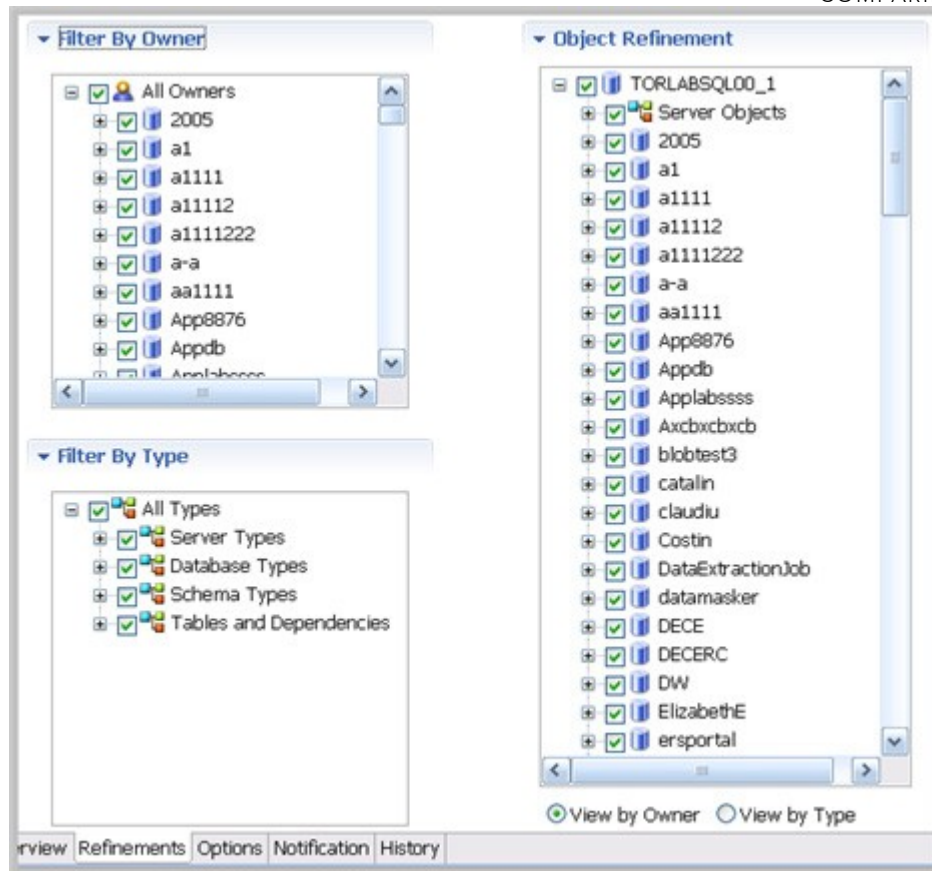 Filter By Owner
All Owners
2005
a1
a1111
a11112
a1111222
a-a
aa1111
App8876
Appdb
Applabssss
Filter By Type
All Types
Server Types
Database Types
Schema Types
Tables and Dependencies
Object Refinement
TORLABSQL00_1
Server Objects
2005
a1
a1111
a11112
a1111222
a-a
aa1111
App8876
Appdb
Applabssss
Axcbxcbxcb
blobtest3
catalin
claudiu
Costin
DataExtractionJob
datamasker
DECE
DECERC
DW
ElizabethE
ersportal
View by Owner View by Type
rview Refinements Options Notification History